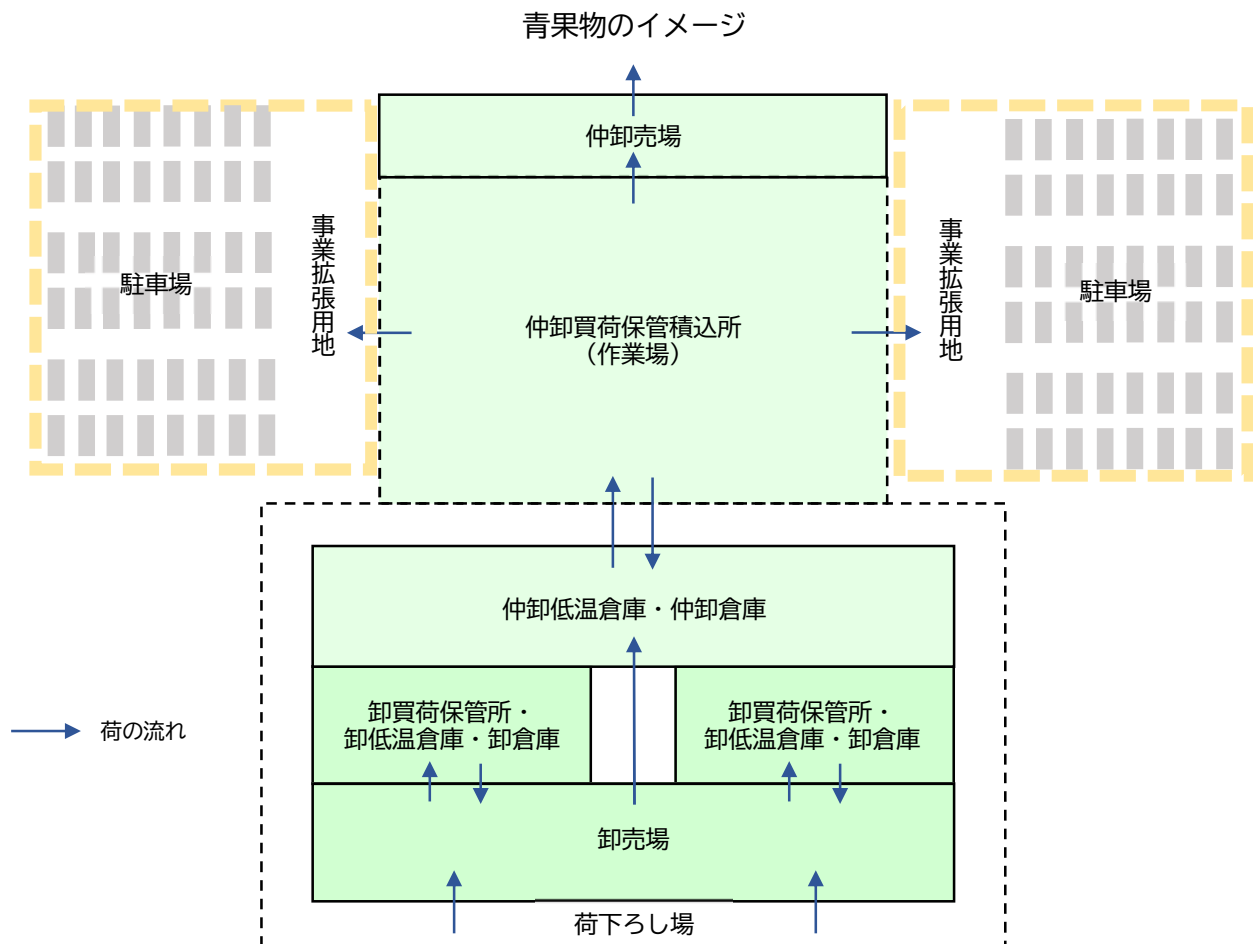 青果物のイメージ
仲卸売場
事業拡張用地
駐車場
仲卸買荷保管積込所
（作業場）
事業拡張用地
駐車場
仲卸低温倉庫・仲卸倉庫
卸買荷保管所・
卸低温倉庫・卸倉庫
卸買荷保管所・
卸低温倉庫・卸倉庫
荷の流れ
卸売場
荷下ろし場